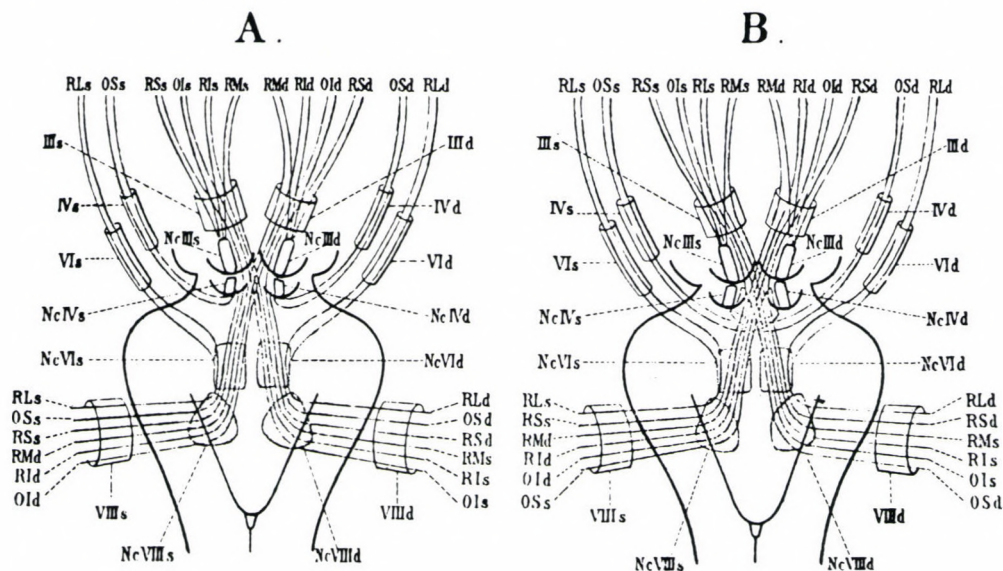 A.
RLs OSs RSs OIs RIs RMs RMd RId OId RSd OSd RLd
IIIs IIId
IVs IVd
NcIIIs NcIIId
VIs VId
NcIVs NcIVd
NcVIs NcVId
RLs RLd
OSs OSd
RSs RSd
RMd RMs
RId RIs
OId OIs
VIIIs VIIId
NcVIIIs NcVIIId
B.
RLs OSs RSs OIs RLs RMs RMd RId OId RSd OSd RLd
IIIs IIId
IVs IVd
NcIIIs NcIIId
VIs VId
NcIVs NcIVd
NcVIs NcVId
RLs RLd
RSs RSd
RMd RMs
RId RIs
OId OIs
OSs OSd
VIIIs VIIId
NcVIIIs NcVIIId